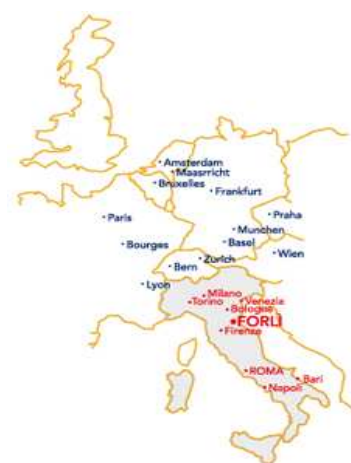 Amsterdam
Maasrricht
Bruxelles
Frankfurt
Paris
Praha
Munchen
Bourges
Basel
Wien
Zurich
Bern
Lyon
Milano
Torino
Venezia
Bologna
FORLI
Firenze
ROMA
Bari
Napoli